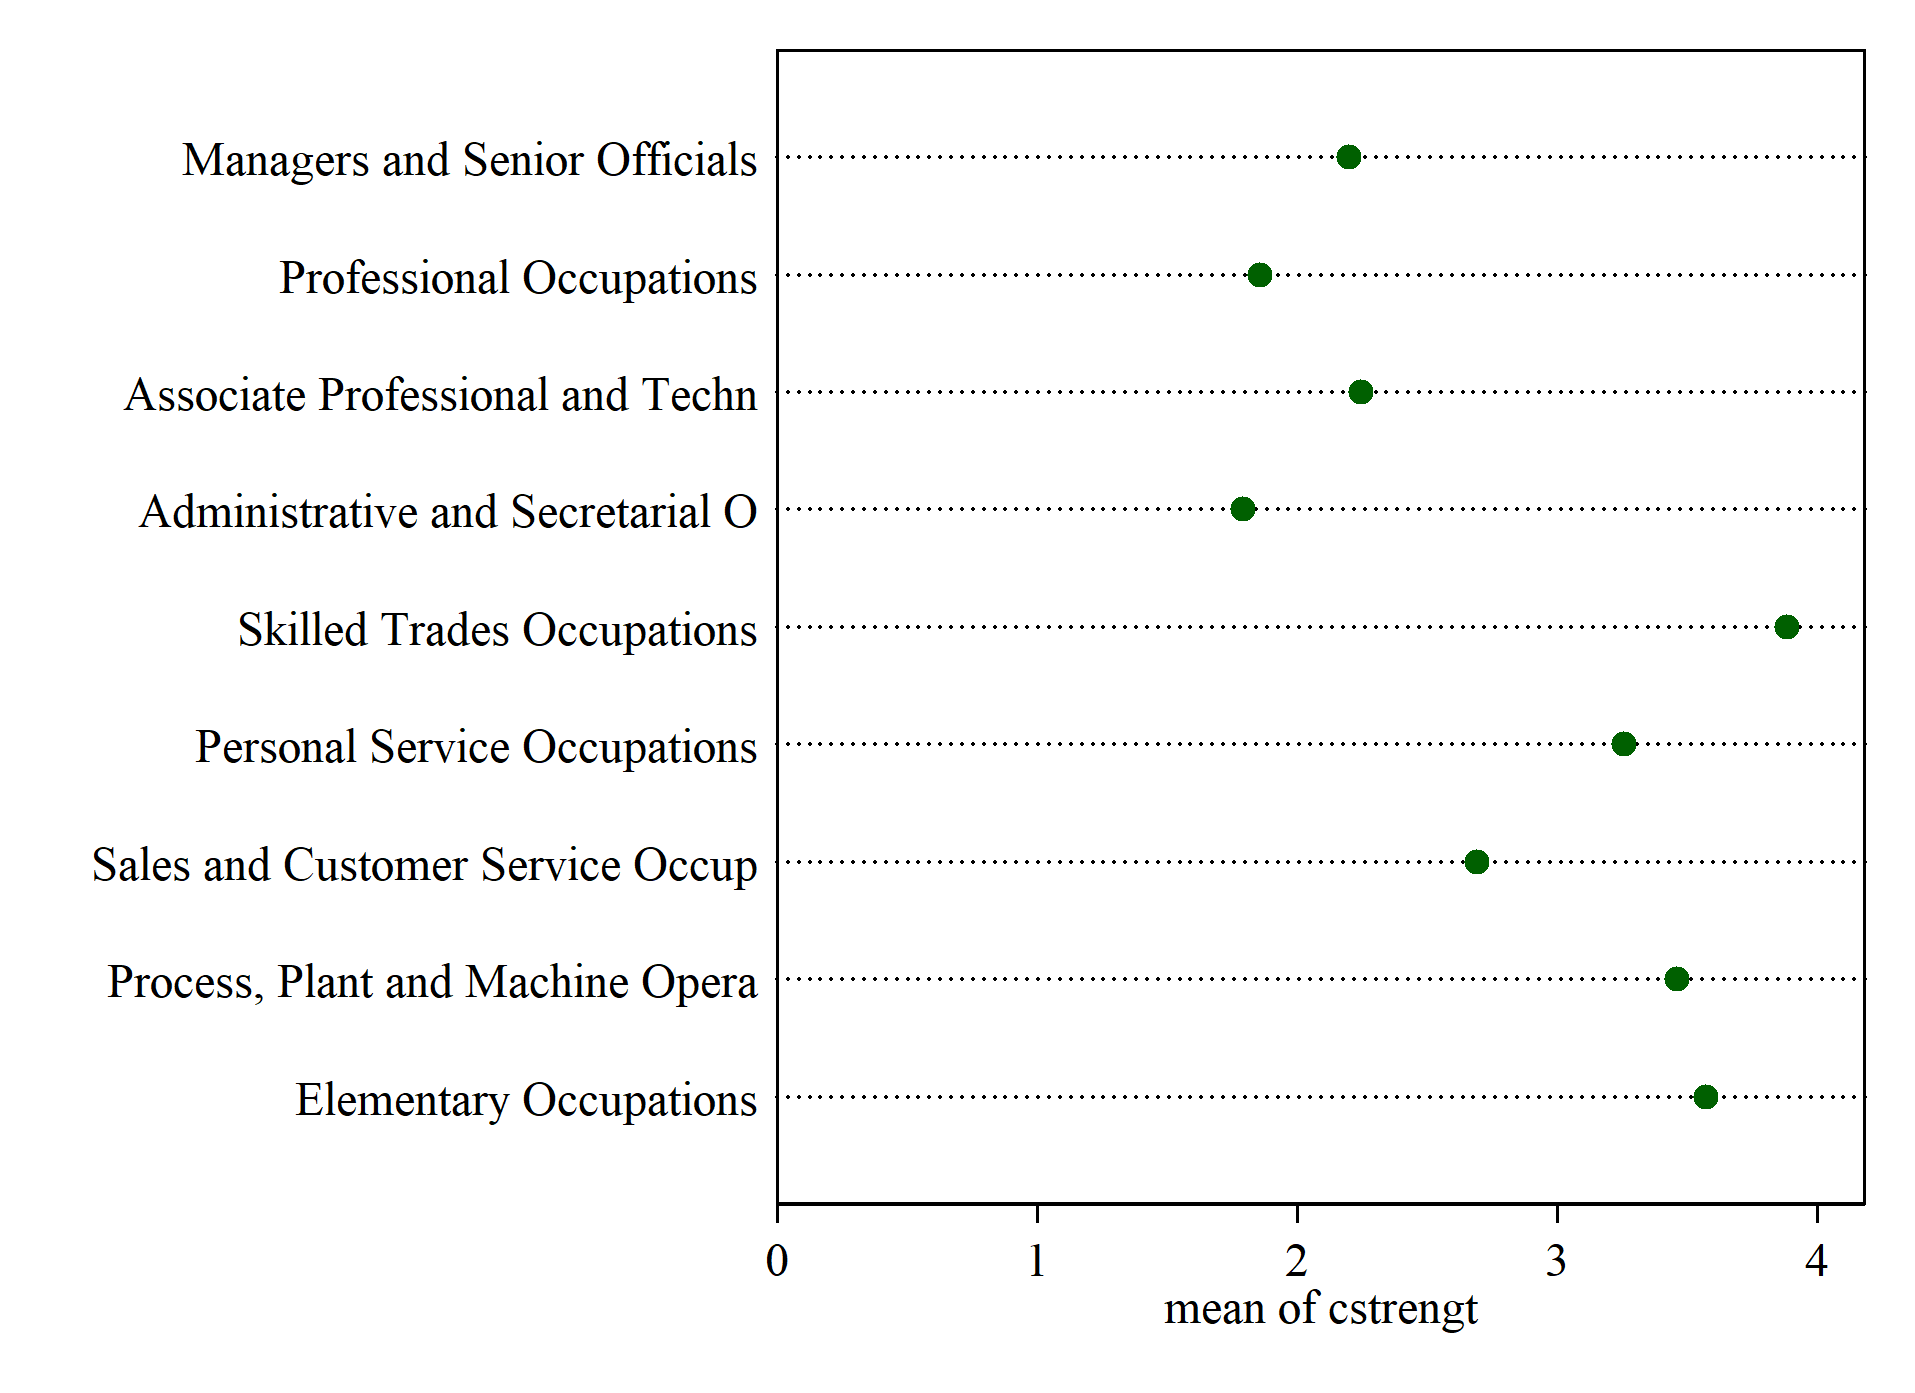 Managers and Senior Officials
Professional Occupations
Associate Professional and Techn
Administrative and Secretarial O
Skilled Trades Occupations
Personal Service Occupations
Sales and Customer Service Occup
Process, Plant and Machine Opera
Elementary Occupations
0 1 2 3 4
mean of cstrengt